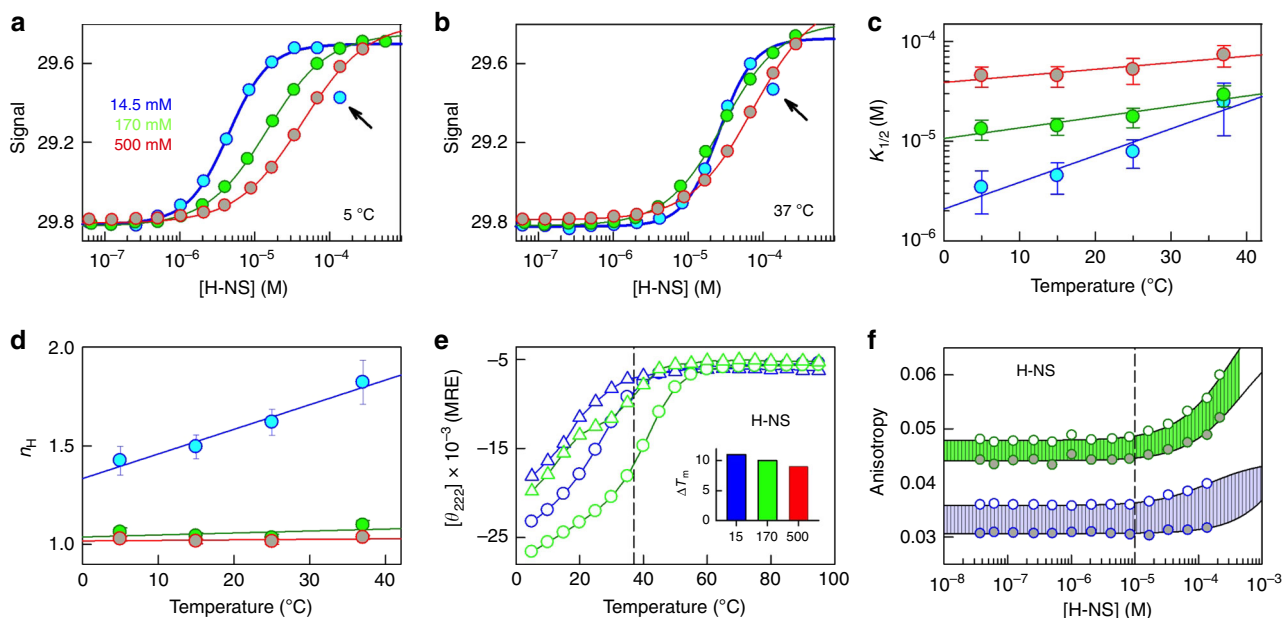 a
29.6
29.2
29.8
Signal
14.5 mM
170 mM
500 mM
5 °C
10⁻⁷ 10⁻⁶ 10⁻⁵ 10⁻⁴
[H-NS] (M)
b
29.6
29.2
29.8
Signal
37 °C
10⁻⁷ 10⁻⁶ 10⁻⁵ 10⁻⁴
[H-NS] (M)
c
10⁻⁴
10⁻⁵
10⁻⁶
K1/2 (M)
0 10 20 30 40
Temperature (°C)
d
2.0
1.5
1.0
nH
0 10 20 30 40
Temperature (°C)
e
−5
−15
−25
[θ222] × 10⁻³ (MRE)
H-NS
ΔTm
10
5
0
15 170 500
0 20 40 60 80 100
Temperature (°C)
f
0.06
0.05
0.04
0.03
Anisotropy
H-NS
10⁻⁸ 10⁻⁷ 10⁻⁶ 10⁻⁵ 10⁻⁴ 10⁻³
[H-NS] (M)